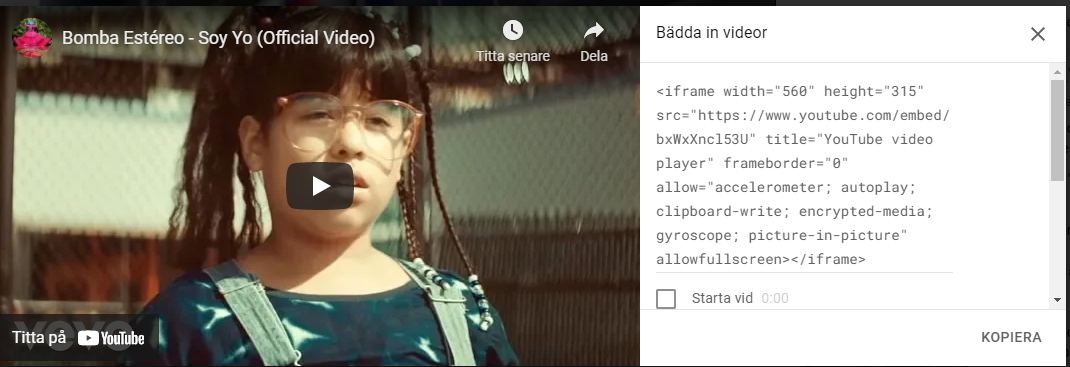 Bomba Estéreo - Soy Yo (Official Video)
Titta senare
Dela
Titta på YouTube
Bädda in videor
<iframe width="560" height="315"
src="https://www.youtube.com/embed/
bxWxXncl53U" title="YouTube video
player" frameborder="0"
allow="accelerometer; autoplay;
clipboard-write; encrypted-media;
gyroscope; picture-in-picture"
allowfullscreen></iframe>
Starta vid 0:00
KOPIERA